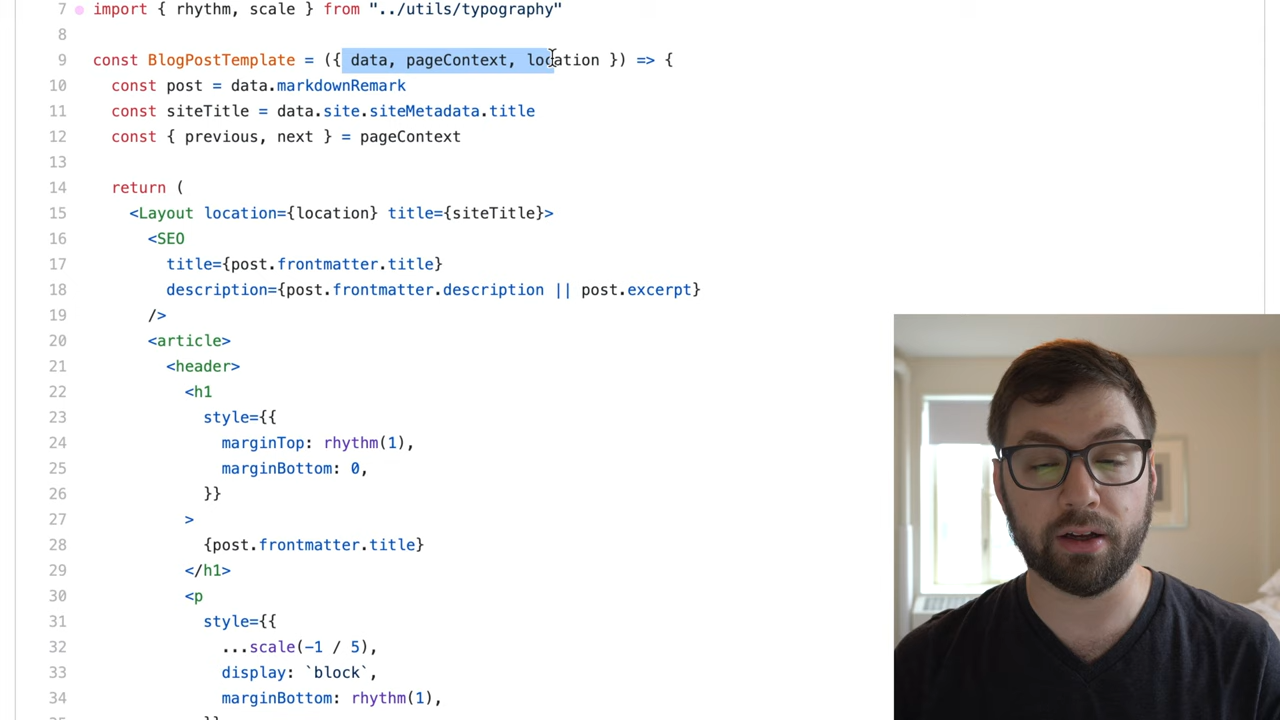 7 import { rhythm, scale } from "../utils/typography"
8
9 const BlogPostTemplate = ({ data, pageContext, location }) => {
10 const post = data.markdownRemark
11 const siteTitle = data.site.siteMetadata.title
12 const { previous, next } = pageContext
13
14 return (
15 <Layout location={location} title={siteTitle}>
16 <SEO
17 title={post.frontmatter.title}
18 description={post.frontmatter.description || post.excerpt}
19 />
20 <article>
21 <header>
22 <h1
23 style={{
24 marginTop: rhythm(1),
25 marginBottom: 0,
26 }}
27 >
28 {post.frontmatter.title}
29 </h1>
30 <p
31 style={{
32 ...scale(-1 / 5),
33 display: `block`,
34 marginBottom: rhythm(1),
35 }}